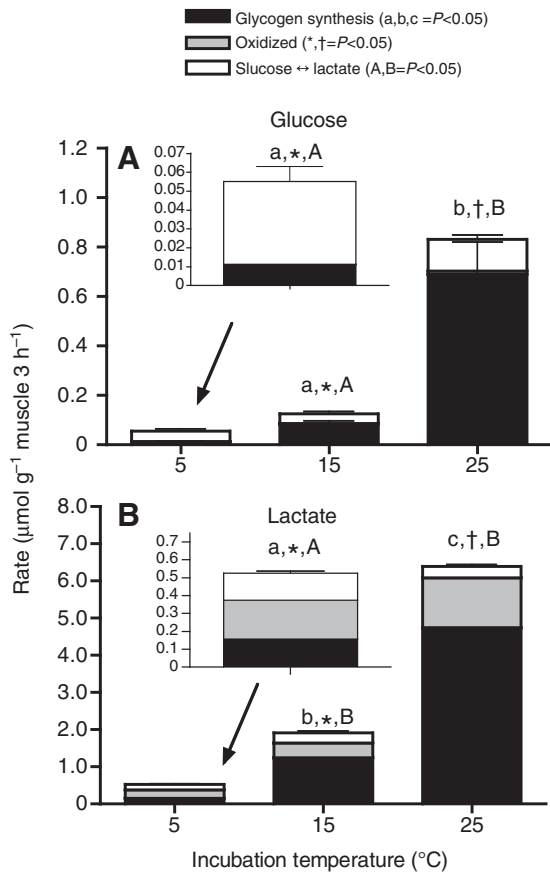 Glycogen synthesis (a,b,c =P<0.05)
Oxidized (*,†=P<0.05)
Slucose ↔ lactate (A,B=P<0.05)
Rate (μmol g⁻¹ muscle 3 h⁻¹)
A
Glucose
1.2
1.0
0.8
0.6
0.4
0.2
0
0.07
0.06
0.05
0.04
0.03
0.02
0.01
0
a,*,A
a,*,A
b,†,B
5
15
25
B
Lactate
8.0
7.0
6.0
5.0
4.0
3.0
2.0
1.0
0
0.7
0.6
0.5
0.4
0.3
0.2
0.1
0
a,*,A
b,*,B
c,†,B
5
15
25
Incubation temperature (°C)